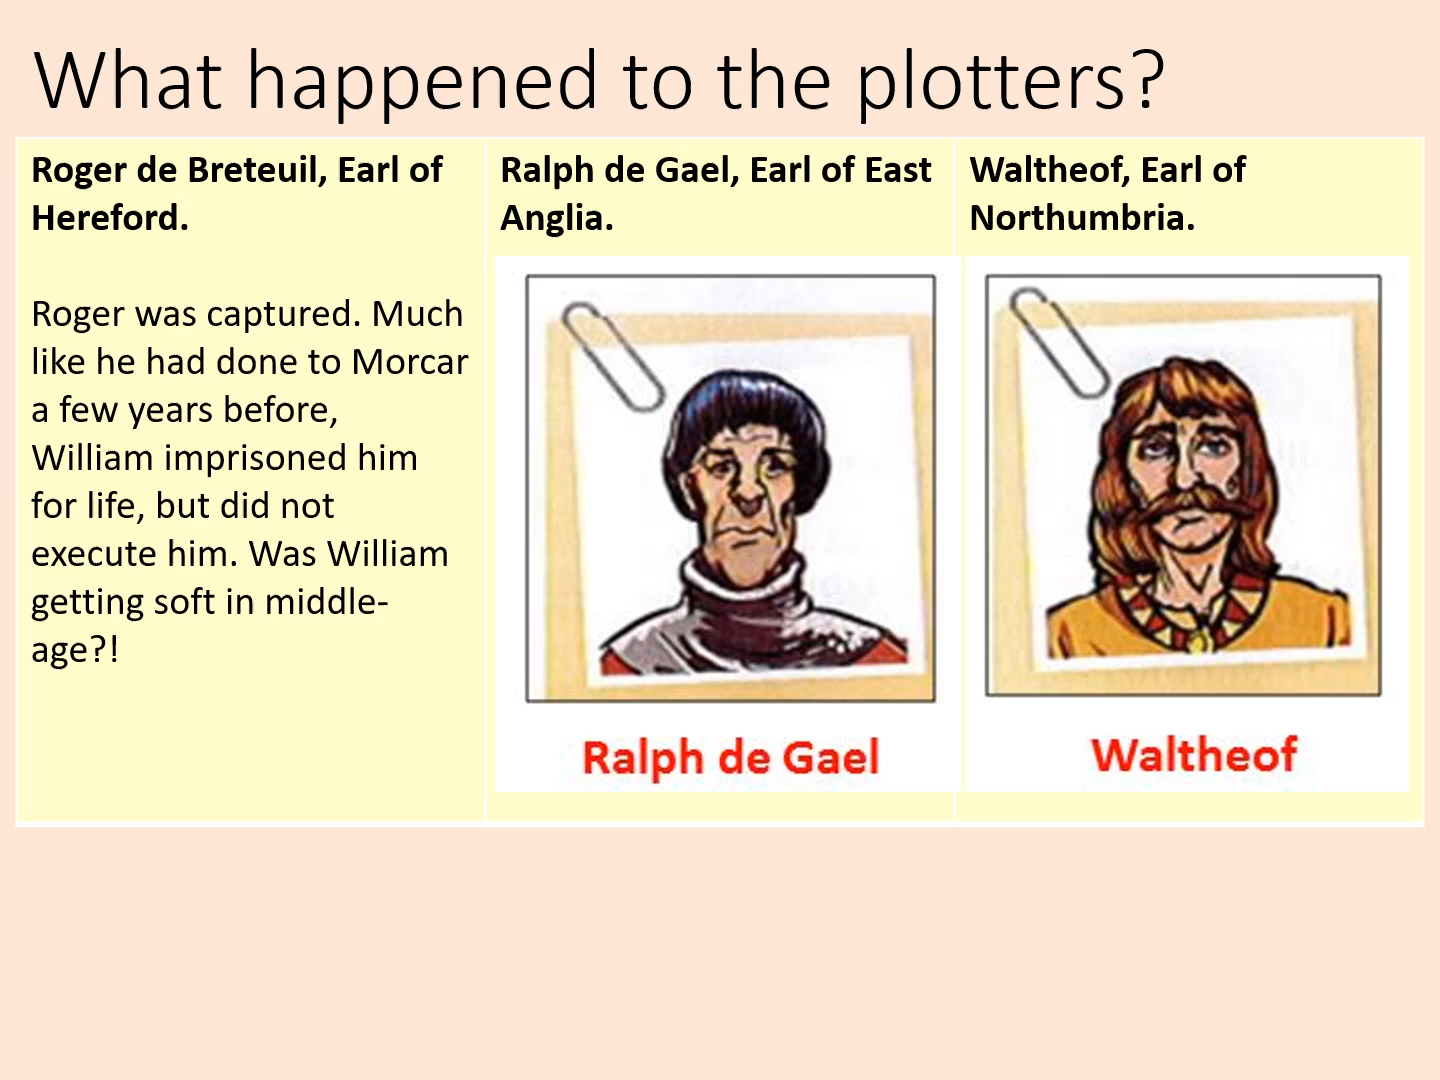 What happened to the plotters?
Roger de Breteuil, Earl of
Hereford.
Roger was captured. Much
like he had done to Morcar
a few years before,
William imprisoned him
for life, but did not
execute him. Was William
getting soft in middle-
age?!
Ralph de Gael, Earl of East
Anglia.
Ralph de Gael
Waltheof, Earl of
Northumbria.
Waltheof